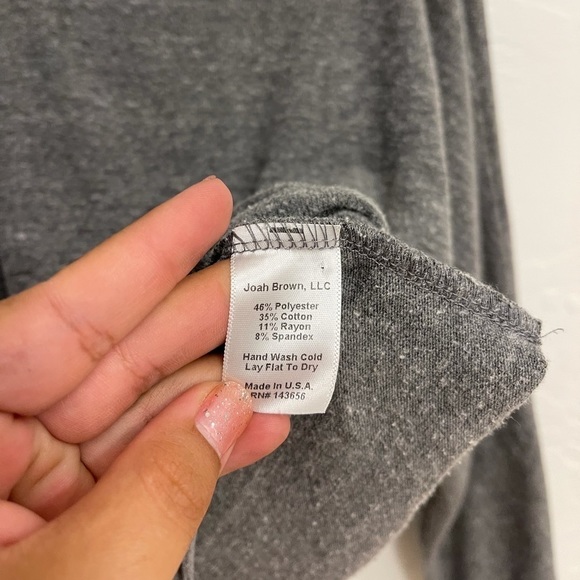 Joah Brown, LLC
46% Polyester
35% Cotton
11% Rayon
8% Spandex
Hand Wash Cold
Lay Flat To Dry
Made In U.S.A.
RN# 143656